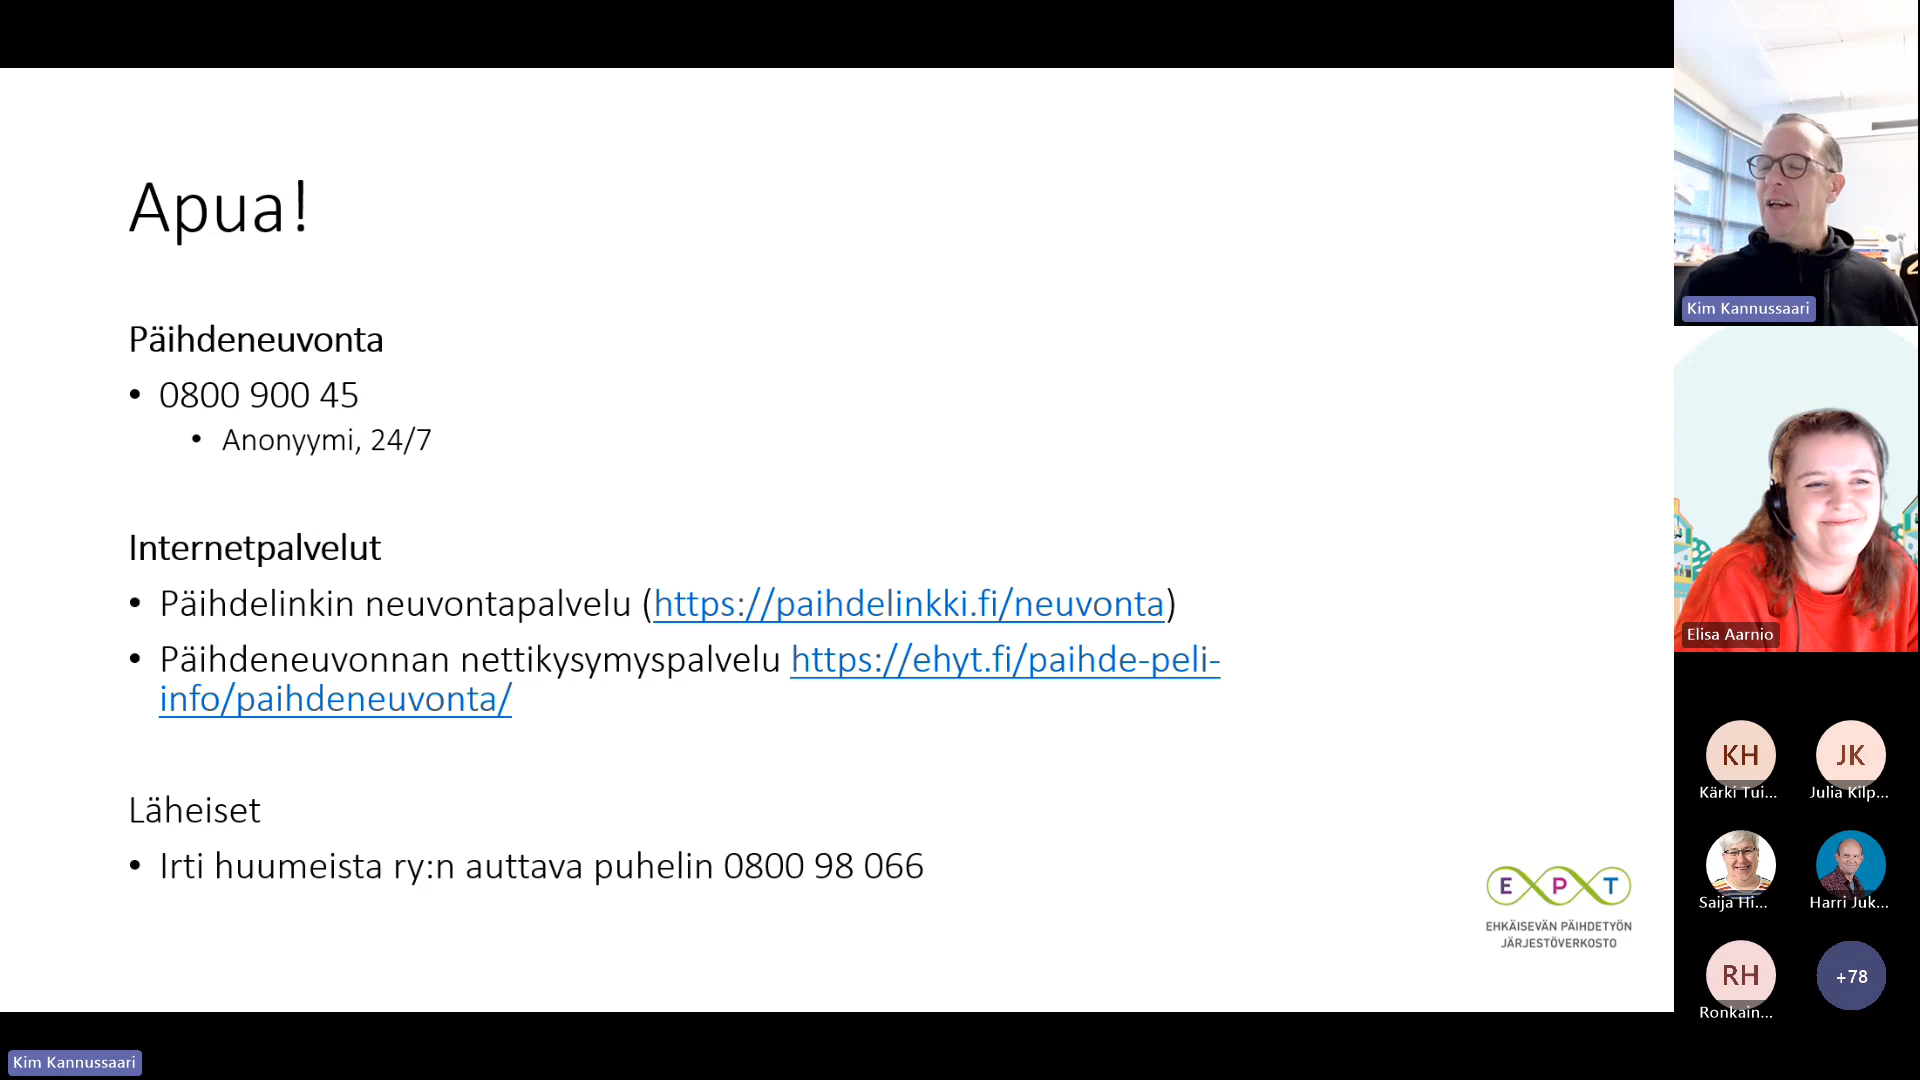 Apua!
Päihdeneuvonta
• 0800 900 45
• Anonyymi, 24/7
Internetpalvelut
• Päihdelinkin neuvontapalvelu (https://paihdelinkki.fi/neuvonta)
• Päihdeneuvonnan nettikysymyspalvelu https://ehyt.fi/paihde-peli-
info/paihdeneuvonta/
Läheiset
• Irti huumeista ry:n auttava puhelin 0800 98 066
E P T
EHKÄISEVÄN PÄIHDETYÖN
JÄRJESTÖVERKOSTO
Kim Kannussaari
Kim Kannussaari
Elisa Aarnio
KH
Kärki Tui...
JK
Julia Kilp...
Saija Hi...
Harri Juk...
RH
Ronkain...
+78